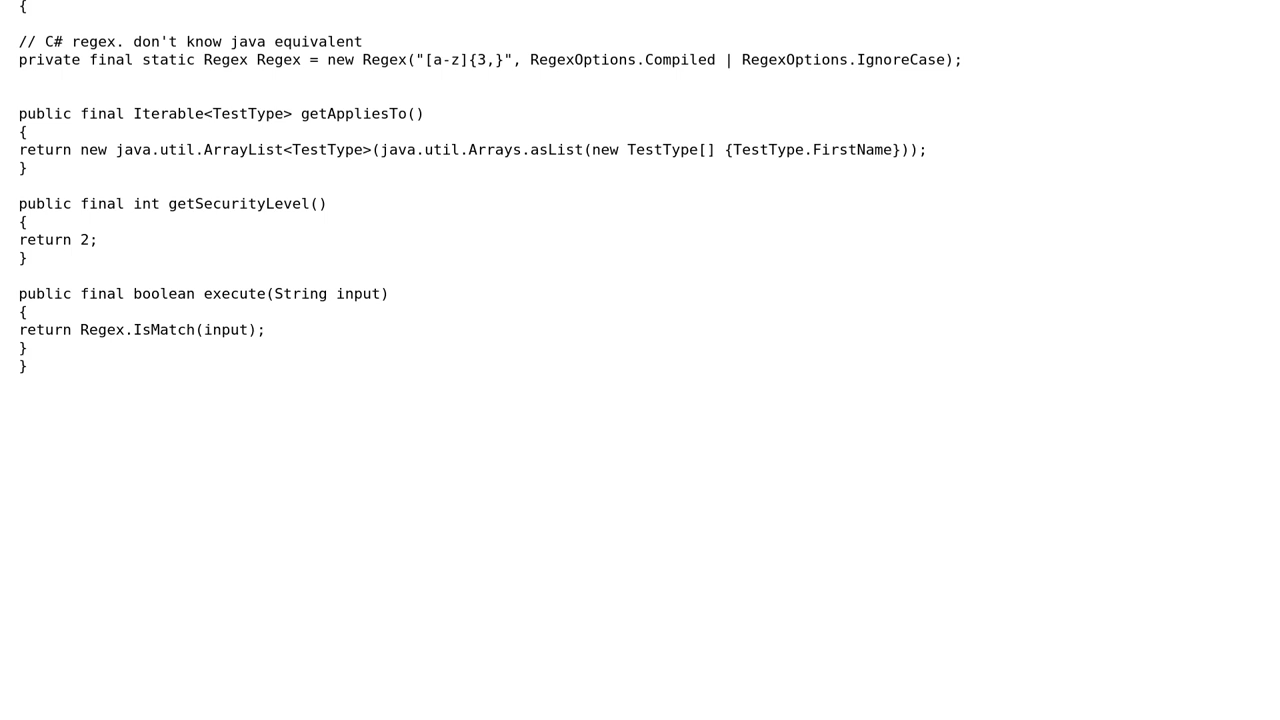 {
// C# regex. don't know java equivalent
private final static Regex Regex = new Regex("[a-z]{3,}", RegexOptions.Compiled | RegexOptions.IgnoreCase);
public final Iterable<TestType> getAppliesTo()
{
return new java.util.ArrayList<TestType>(java.util.Arrays.asList(new TestType[] {TestType.FirstName}));
}
public final int getSecurityLevel()
{
return 2;
}
public final boolean execute(String input)
{
return Regex.IsMatch(input);
}
}